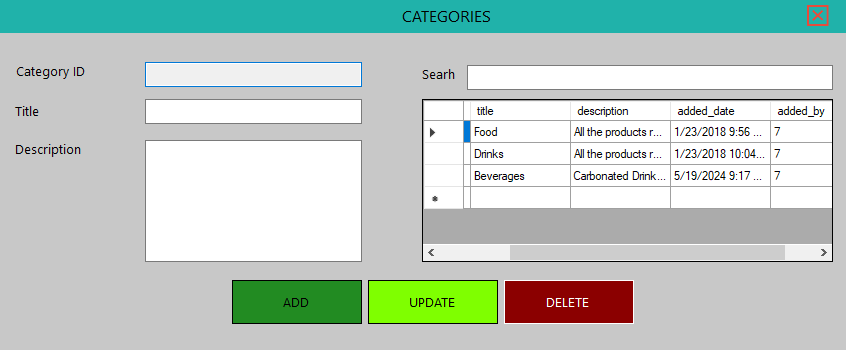 CATEGORIES
Category ID
Title
Description
Searh
title description added_date added_by
Food All the products r... 1/23/2018 9:56 ... 7
Drinks All the products r... 1/23/2018 10:04... 7
Beverages Carbonated Drink... 5/19/2024 9:17 ... 7
ADD UPDATE DELETE